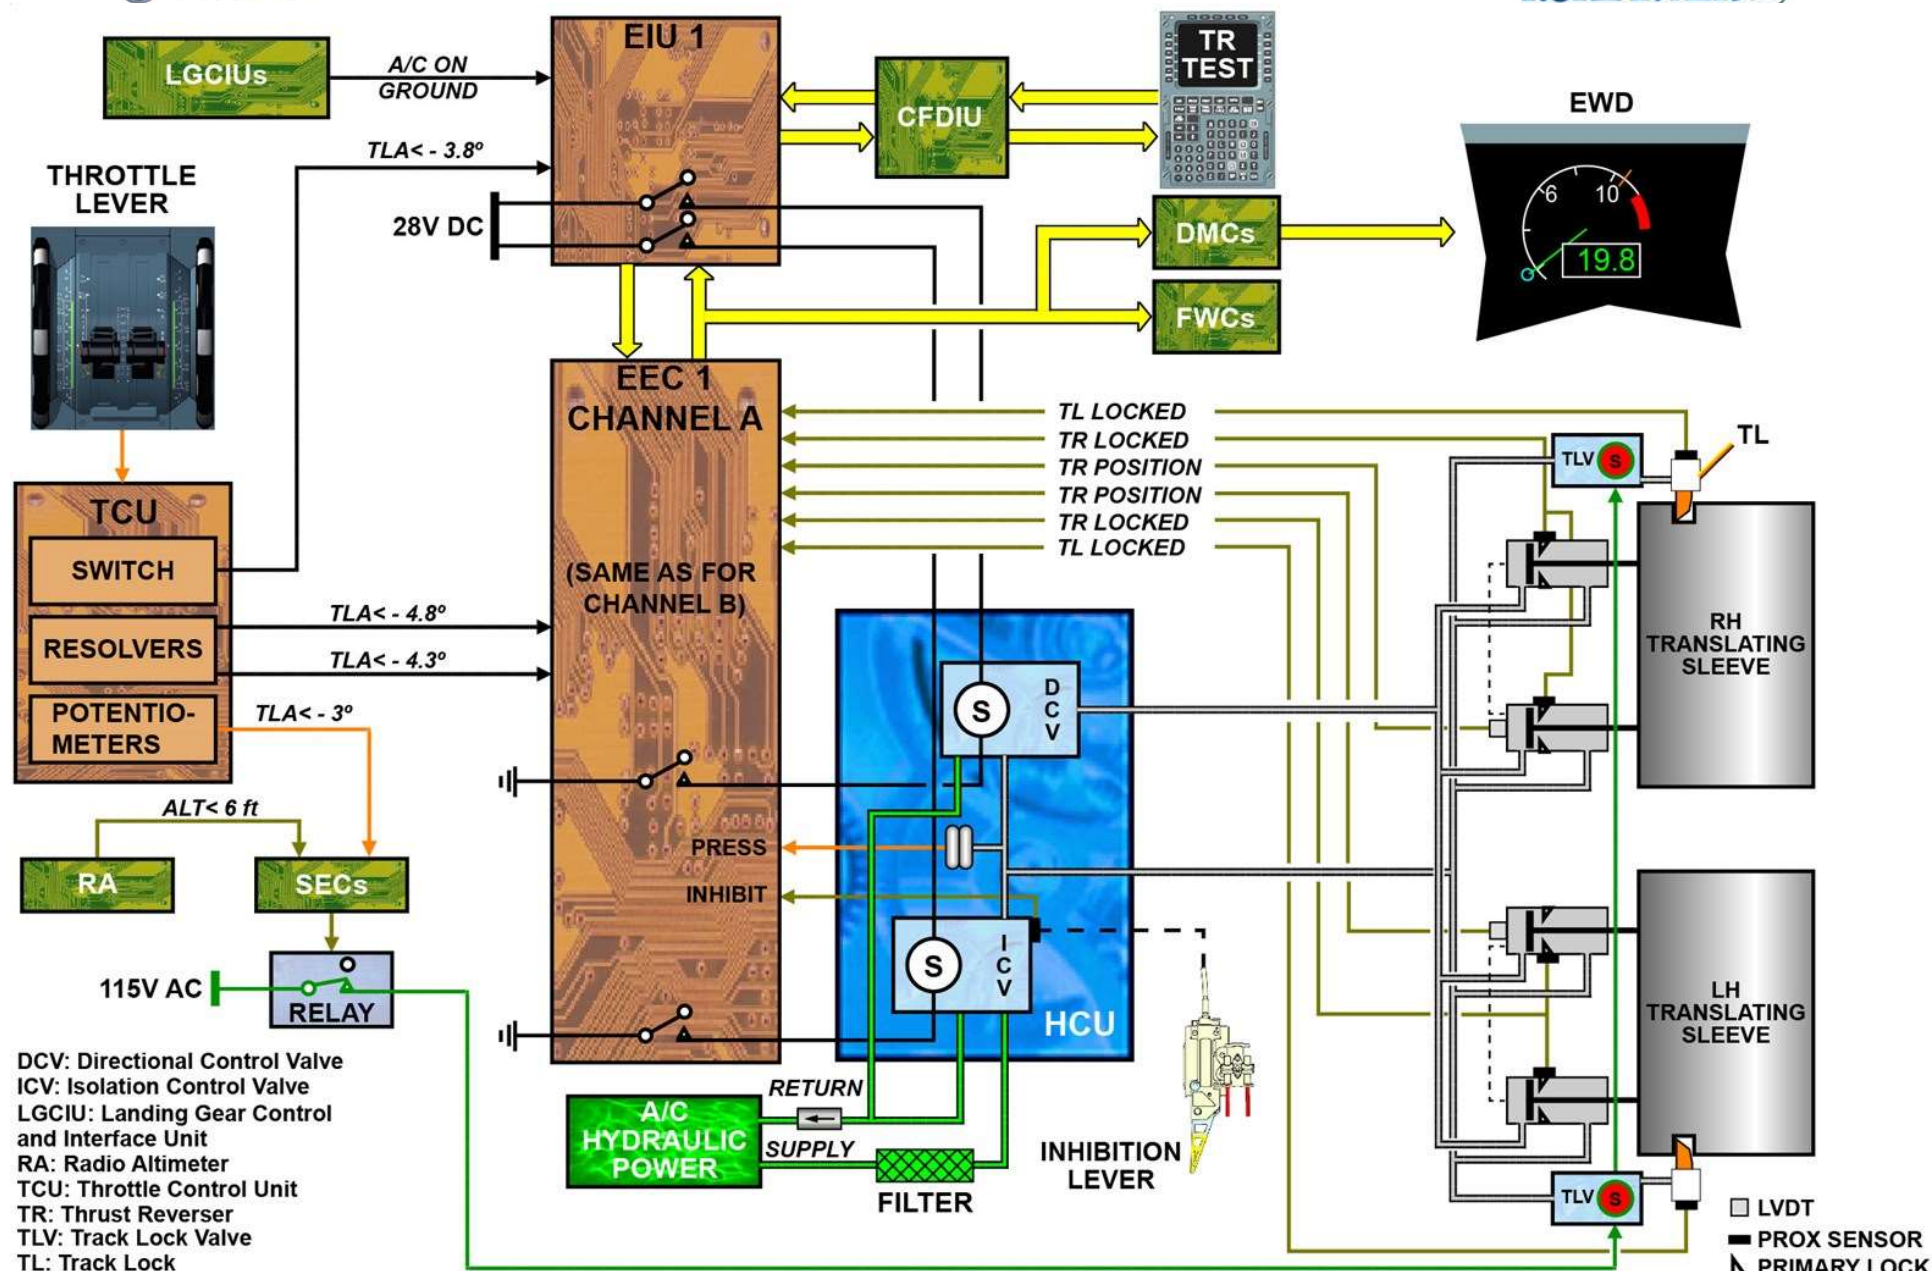 EIU 1
LGCIUs
A/C ON
GROUND
TR
TEST
CFDIU
EWD
TLA< - 3.8º
THROTTLE
LEVER
28V DC
DMCs
FWCs
6
10
19.8
EEC 1
CHANNEL A
(SAME AS FOR
CHANNEL B)
TL LOCKED
TR LOCKED
TR POSITION
TR POSITION
TR LOCKED
TL LOCKED
TLV
S
TL
TCU
SWITCH
RESOLVERS
POTENTIO-
METERS
TLA< - 4.8º
TLA< - 4.3º
TLA< - 3º
RH
TRANSLATING
SLEEVE
S
DCV
ALT< 6 ft
RA
SECs
PRESS
INHIBIT
S
ICV
HCU
115V AC
RELAY
LH
TRANSLATING
SLEEVE
A/C
HYDRAULIC
POWER
RETURN
SUPPLY
FILTER
INHIBITION
LEVER
TLV
S
DCV: Directional Control Valve
ICV: Isolation Control Valve
LGCIU: Landing Gear Control
and Interface Unit
RA: Radio Altimeter
TCU: Throttle Control Unit
TR: Thrust Reverser
TLV: Track Lock Valve
TL: Track Lock
LVDT
PROX SENSOR
PRIMARY LOCK